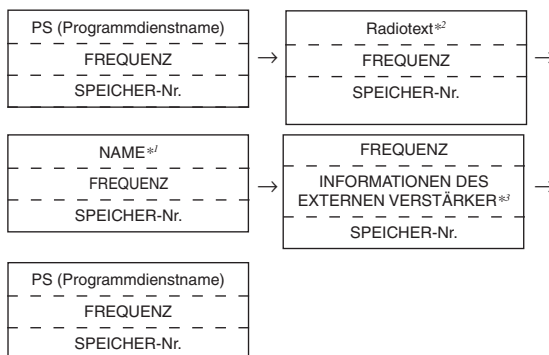 PS (Programmdienstname)
FREQUENZ
SPEICHER-Nr.
→
Radiotext*2
FREQUENZ
SPEICHER-Nr.
→
NAME*1
FREQUENZ
SPEICHER-Nr.
→
FREQUENZ
INFORMATIONEN DES
EXTERNEN VERSTÄRKER*3
SPEICHER-Nr.
→
PS (Programmdienstname)
FREQUENZ
SPEICHER-Nr.